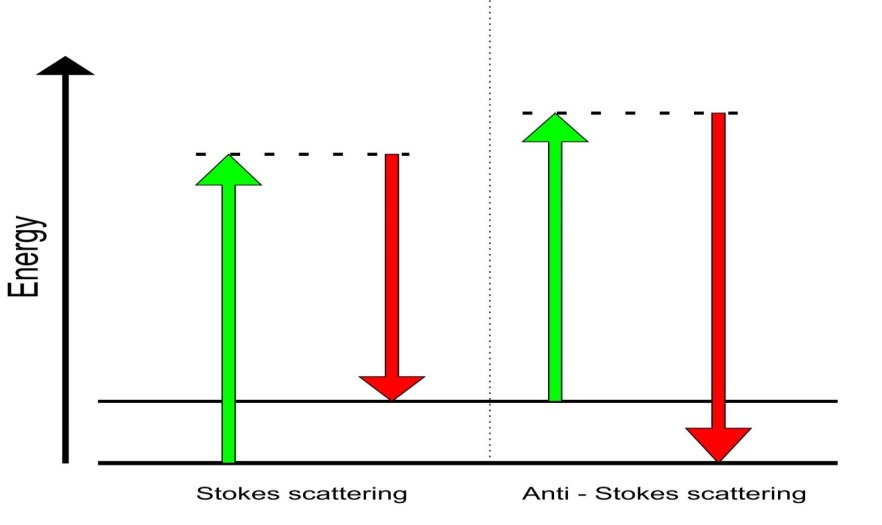 Energy
Stokes scattering
Anti - Stokes scattering